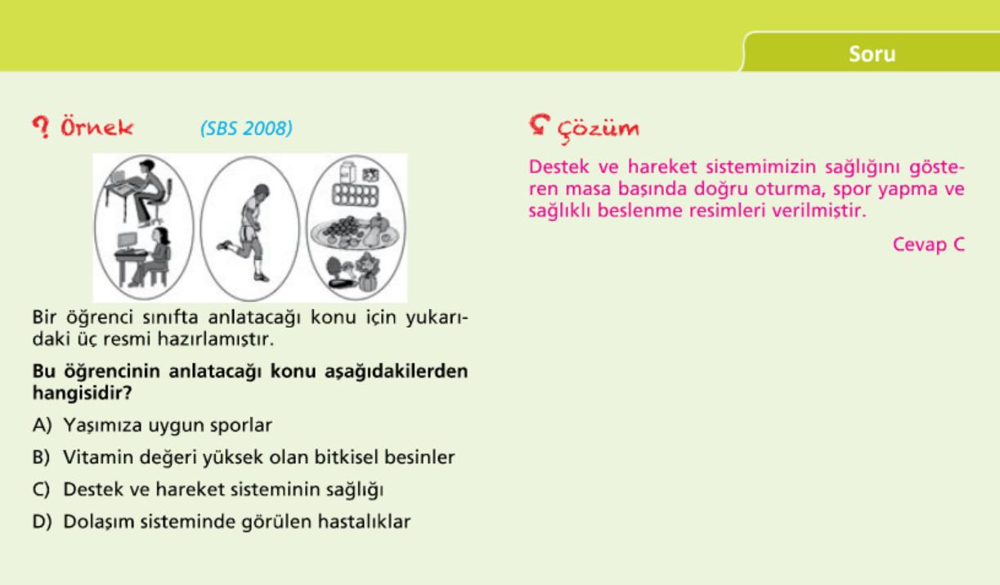 Soru
? Örnek (SBS 2008)
Bir öğrenci sınıfta anlatacağı konu için yukarı-
daki üç resmi hazırlamıştır.
Bu öğrencinin anlatacağı konu aşağıdakilerden
hangisidir?
A) Yaşımıza uygun sporlar
B) Vitamin değeri yüksek olan bitkisel besinler
C) Destek ve hareket sisteminin sağlığı
D) Dolaşım sisteminde görülen hastalıklar
Çözüm
Destek ve hareket sistemimizin sağlığını göste-
ren masa başında doğru oturma, spor yapma ve
sağlıklı beslenme resimleri verilmiştir.
Cevap C